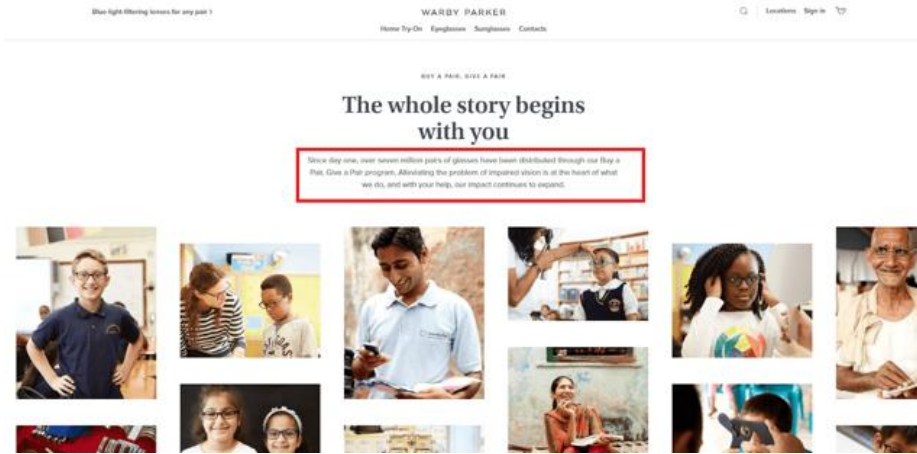 Blue-light-filtering lenses for any pair
WARBY PARKER
Locations Sign in
Home Try-On Eyeglasses Sunglasses Contacts
BUY A PAIR, GIVE A PAIR
The whole story begins
with you
Since day one, over seven million pairs of glasses have been distributed through our Buy a
Pair, Give a Pair program. Alleviating the problem of impaired vision is at the heart of what
we do, and with your help, our impact continues to expand.